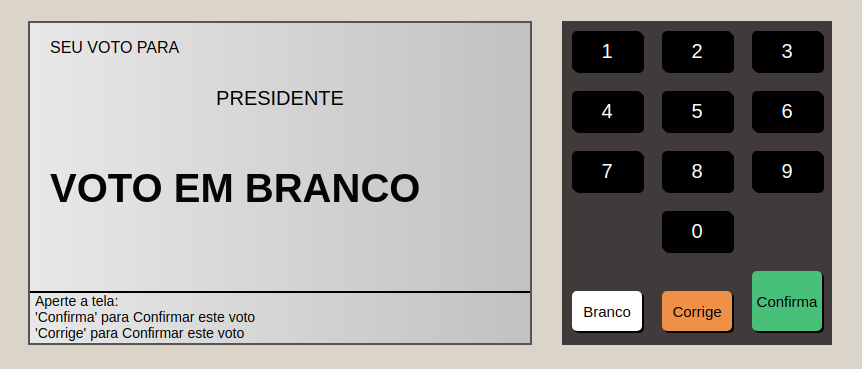 SEU VOTO PARA
PRESIDENTE
VOTO EM BRANCO
Aperte a tela:
'Confirma' para Confirmar este voto
'Corrige' para Confirmar este voto
1 2 3
4 5 6
7 8 9
0
Branco Corrige Confirma